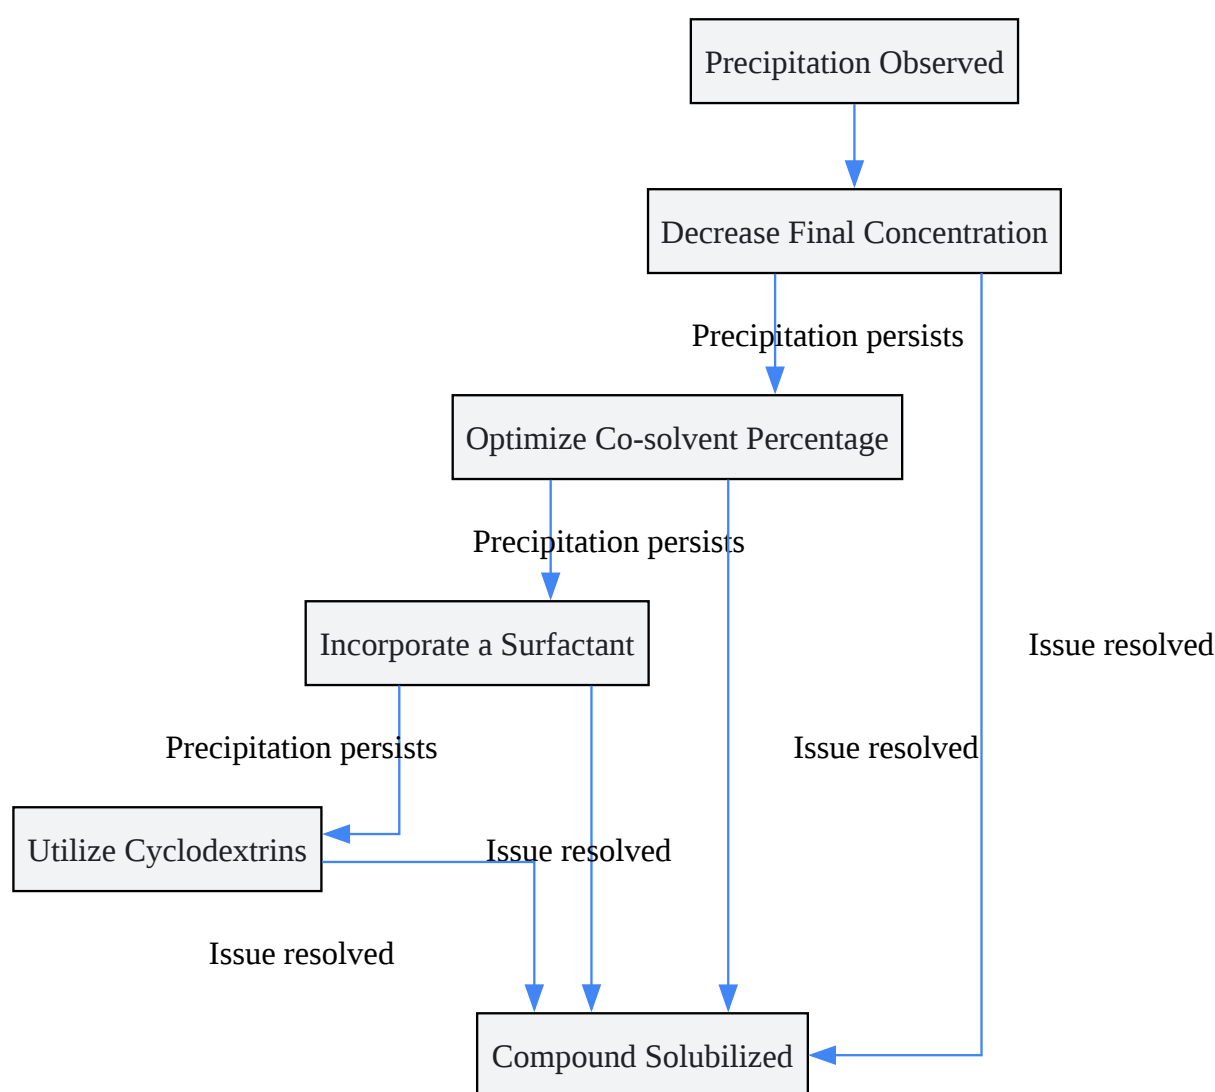 Precipitation Observed
Decrease Final Concentration
Precipitation persists
Optimize Co-solvent Percentage
Precipitation persists
Incorporate a Surfactant
Issue resolved
Precipitation persists
Issue resolved
Utilize Cyclodextrins
Issue resolved
Issue resolved
Compound Solubilized